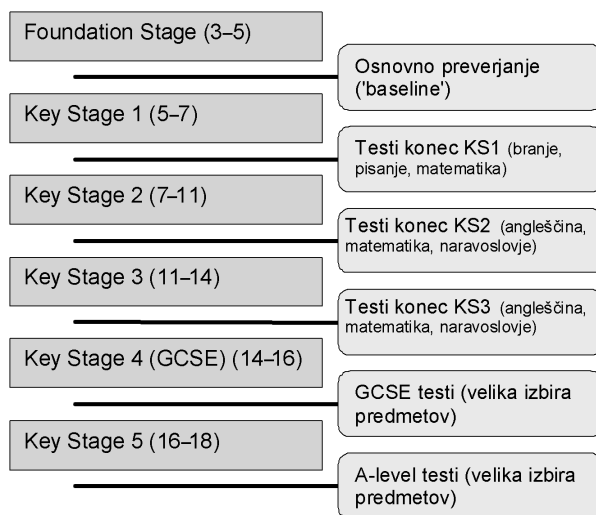 Foundation Stage (3–5)
Osnovno preverjanje
('baseline')
Key Stage 1 (5–7)
Testi konec KS1 (branje,
pisanje, matematika)
Key Stage 2 (7–11)
Testi konec KS2 (angleščina,
matematika, naravoslovje)
Key Stage 3 (11–14)
Testi konec KS3 (angleščina,
matematika, naravoslovje)
Key Stage 4 (GCSE) (14–16)
GCSE testi (velika izbira
predmetov)
Key Stage 5 (16–18)
A-level testi (velika izbira
predmetov)